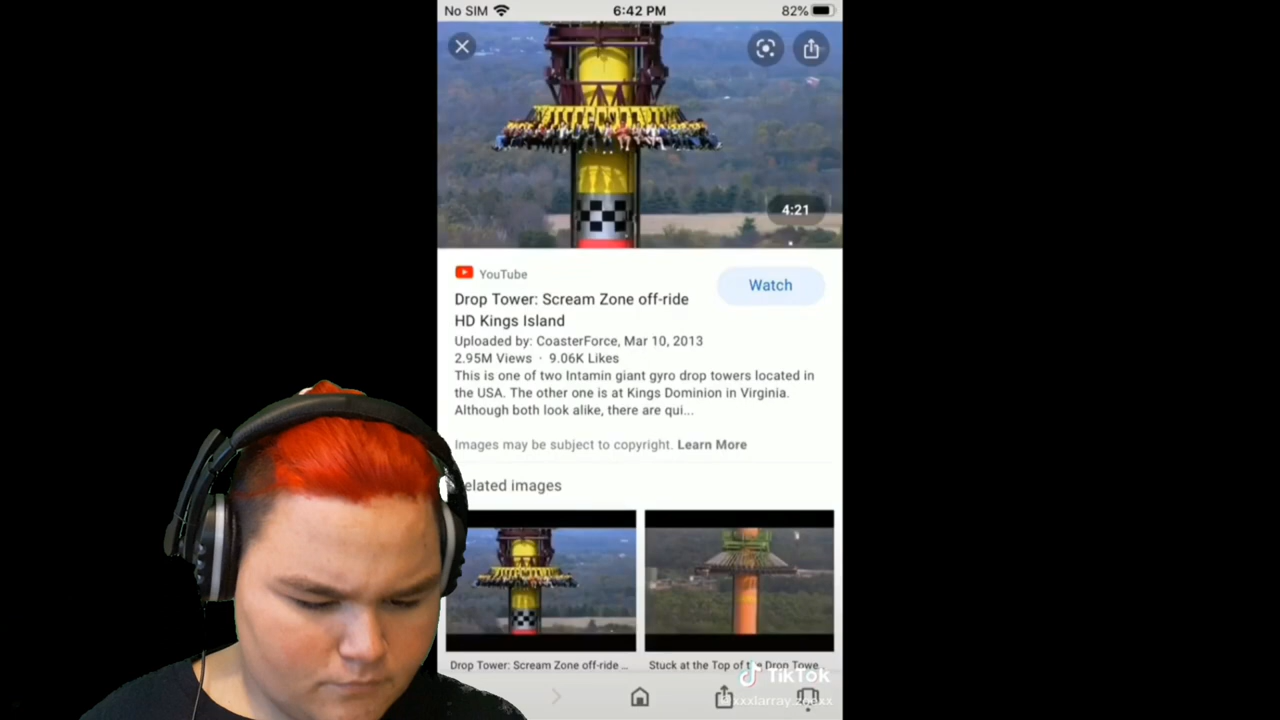 No SIM 6:42 PM 82%
4:21
YouTube
Watch
Drop Tower: Scream Zone off-ride
HD Kings Island
Uploaded by: CoasterForce, Mar 10, 2013
2.95M Views · 9.06K Likes
This is one of two Intamin giant gyro drop towers located in
the USA. The other one is at Kings Dominion in Virginia.
Although both look alike, there are qui...
Images may be subject to copyright. Learn More
elated images
Drop Tower: Scream Zone off-ride ... Stuck at the Top of the Drop Towe
TikTok